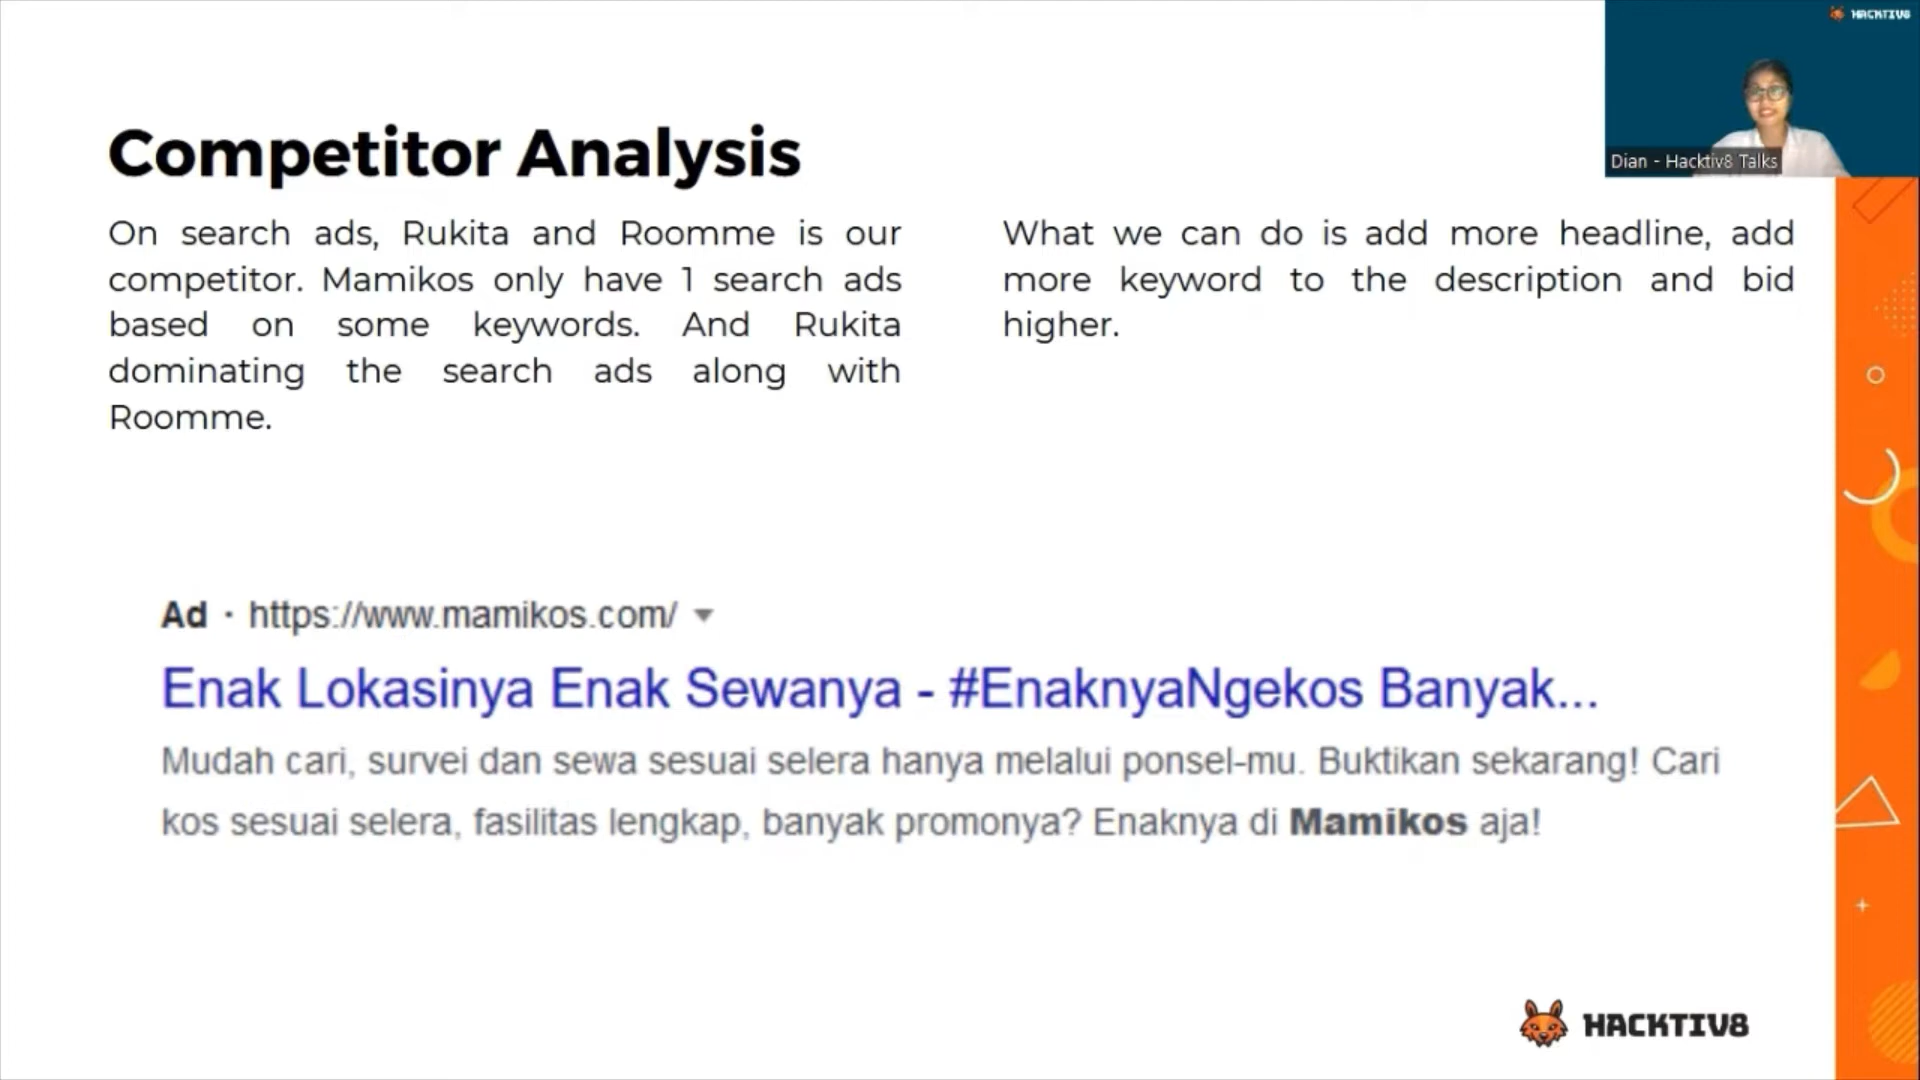 HACKTIV8
Dian - Hacktiv8 Talks
Competitor Analysis
On search ads, Rukita and Roomme is our
competitor. Mamikos only have 1 search ads
based on some keywords. And Rukita
dominating the search ads along with
Roomme.
What we can do is add more headline, add
more keyword to the description and bid
higher.
Ad · https://www.mamikos.com/
Enak Lokasinya Enak Sewanya - #EnaknyaNgekos Banyak...
Mudah cari, survei dan sewa sesuai selera hanya melalui ponsel-mu. Buktikan sekarang! Cari
kos sesuai selera, fasilitas lengkap, banyak promonya? Enaknya di Mamikos aja!
HACKTIV8